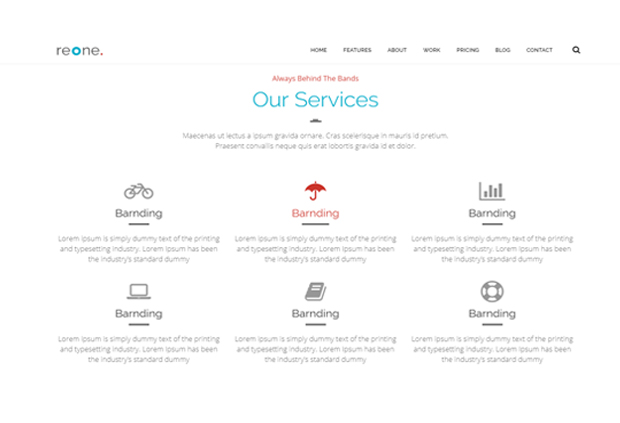 reone.
HOME FEATURES ABOUT WORK PRICING BLOG CONTACT
Always Behind The Bands
Our Services
Maecenas ut lectus a ipsum gravida ornare. Cras scelerisque in mauris id pretium.
Praesent convallis neque quis erat lobortis gravida id et dolor.
Barnding
Lorem Ipsum is simply dummy text of the printing
and typesetting industry. Lorem Ipsum has been
the industry's standard dummy
Barnding
Lorem Ipsum is simply dummy text of the printing
and typesetting industry. Lorem Ipsum has been
the industry's standard dummy
Barnding
Lorem Ipsum is simply dummy text of the printing
and typesetting industry. Lorem Ipsum has been
the industry's standard dummy
Barnding
Lorem Ipsum is simply dummy text of the printing
and typesetting industry. Lorem Ipsum has been
the industry's standard dummy
Barnding
Lorem Ipsum is simply dummy text of the printing
and typesetting industry. Lorem Ipsum has been
the industry's standard dummy
Barnding
Lorem Ipsum is simply dummy text of the printing
and typesetting industry. Lorem Ipsum has been
the industry's standard dummy